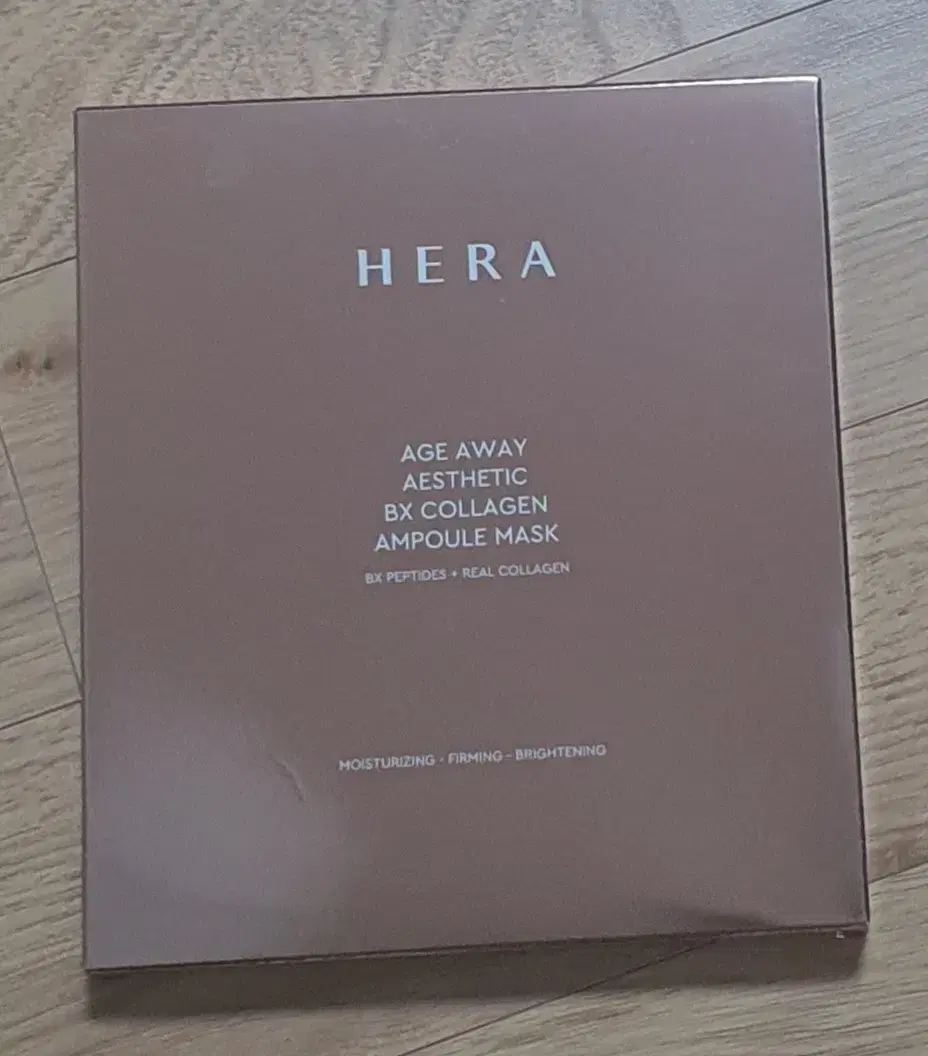 HERA
AGE AWAY
AESTHETIC
BX COLLAGEN
AMPOULE MASK
BX PEPTIDES + REAL COLLAGEN
MOISTURIZING - FIRMING - BRIGHTENING